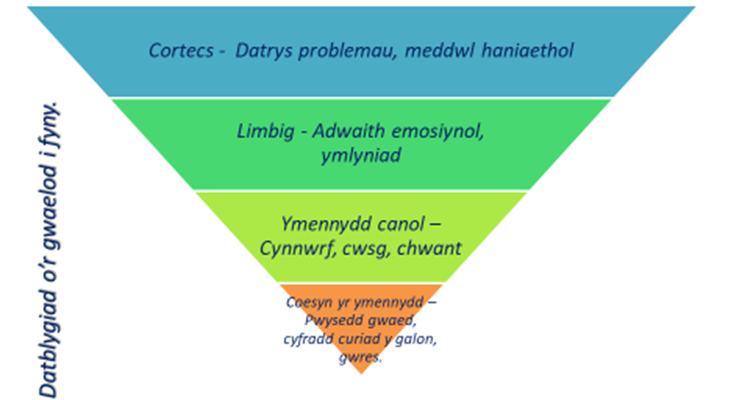 Cortecs - Datrys problemau, meddwl haniaethol
Limbig - Adwaith emosiynol,
ymlyniad
Ymennydd canol –
Cynnwrf, cwsg, chwant
Coesyn yr ymennydd –
Pwysedd gwaed,
cyfradd curiad y galon,
gwres.
Datblygiad o'r gwaelod i fyny.